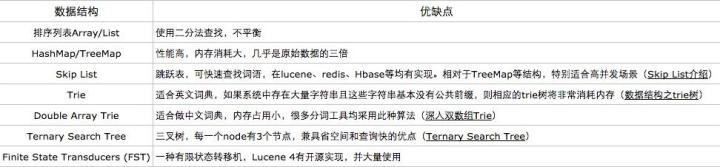 数据结构 优缺点
排序列表Array/List 使用二分法查找，不平衡
HashMap/TreeMap 性能高，内存消耗大，几乎是原始数据的三倍
Skip List 跳跃表，可快速查找词语，在lucene、redis、Hbase等均有实现。相对于TreeMap等结构，特别适合高并发场景（Skip List介绍）
Trie 适合英文词典，如果系统中存在大量字符串且这些字符串基本没有公共前缀，则相应的trie树将非常消耗内存（数据结构之trie树）
Double Array Trie 适合做中文词典，内存占用小，很多分词工具均采用此种算法（深入双数组Trie）
Ternary Search Tree 三叉树，每一个node有3个节点，兼具省空间和查询快的优点（Ternary Search Tree）
Finite State Transducers (FST) 一种有限状态转移机，Lucene 4有开源实现，并大量使用